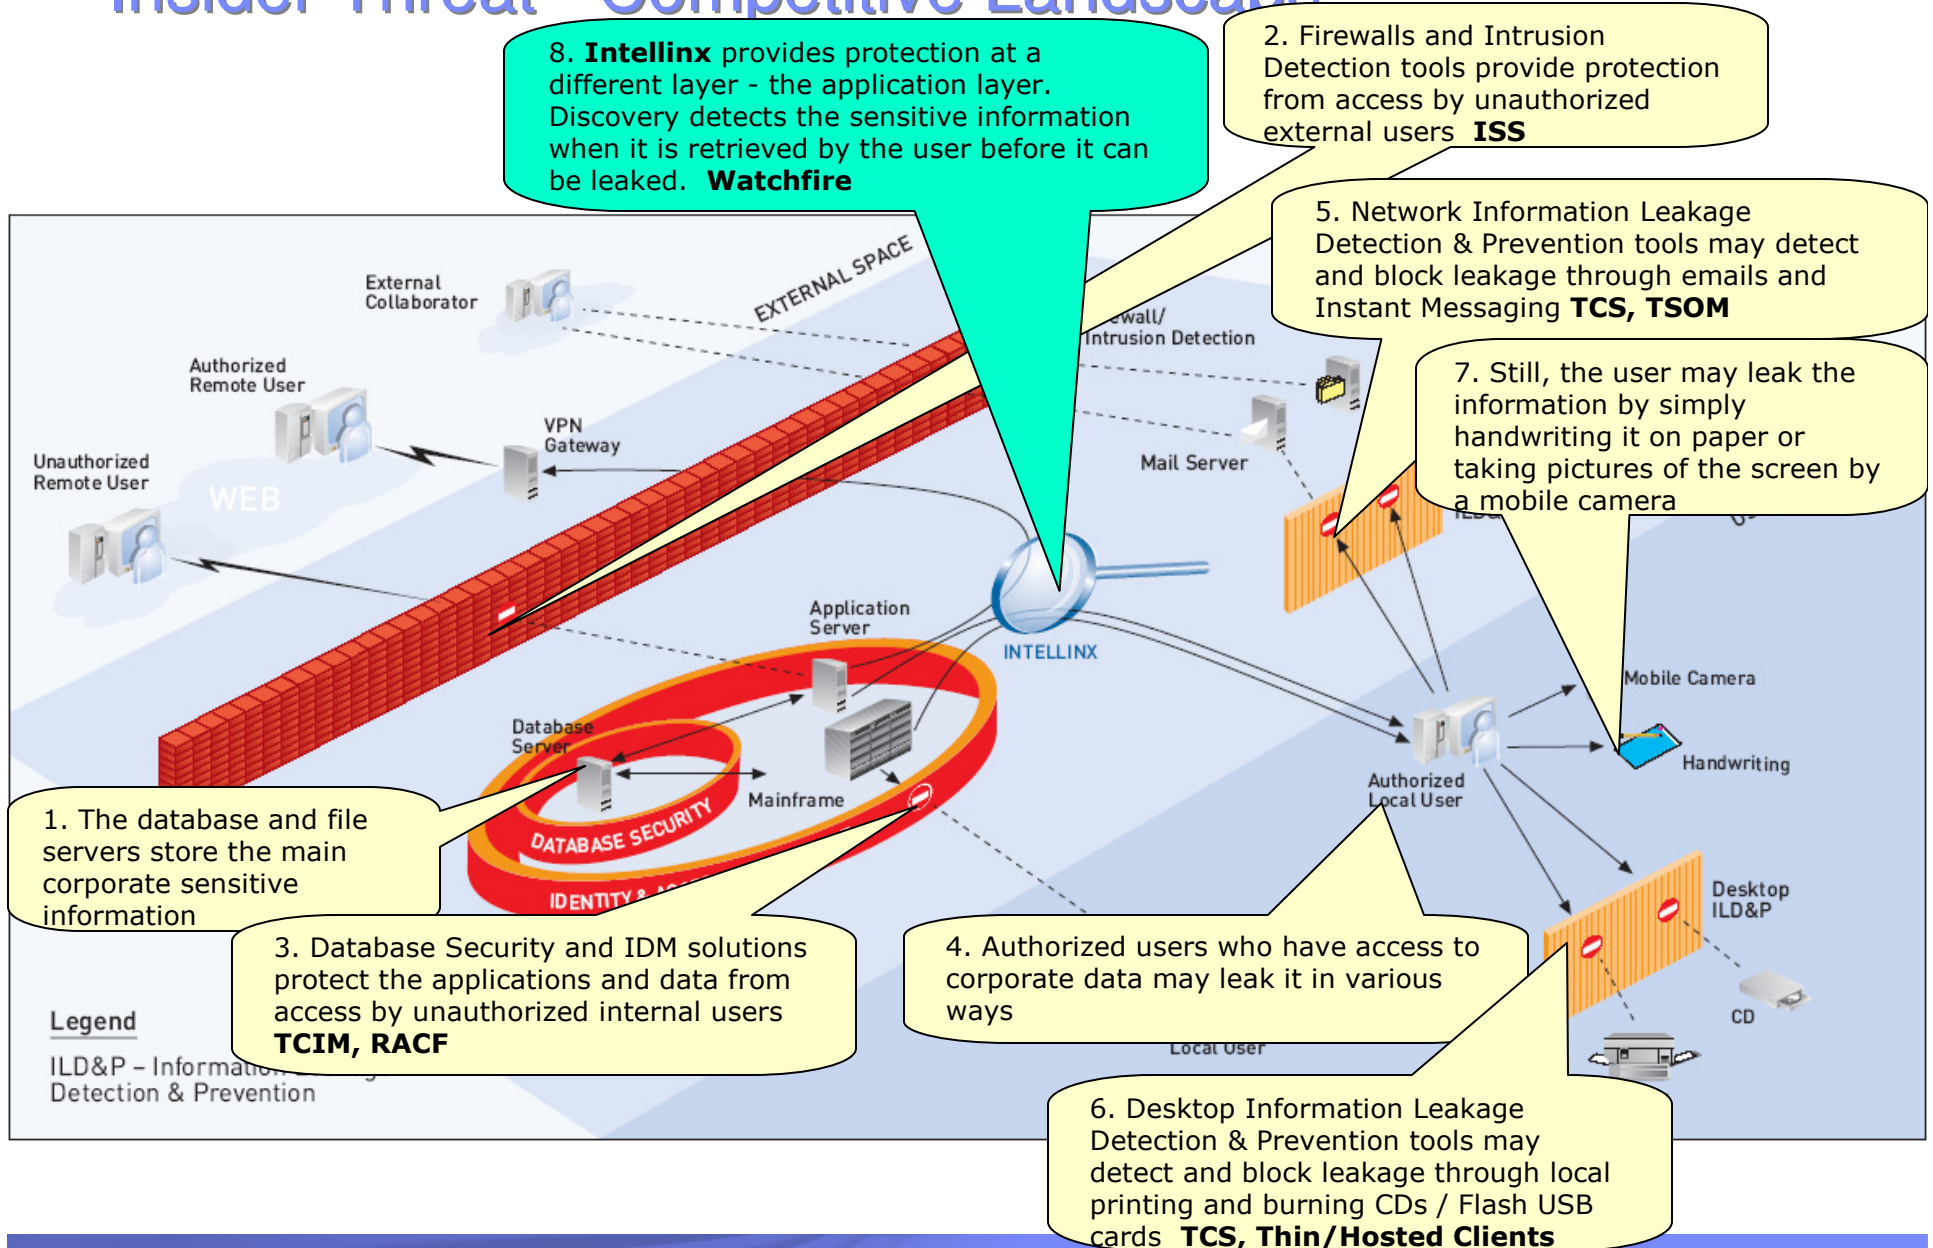 Insider Threat - Competitive Landscape
8. Intellinx provides protection at a
different layer - the application layer.
Discovery detects the sensitive information
when it is retrieved by the user before it can
be leaked. Watchfire
2. Firewalls and Intrusion
Detection tools provide protection
from access by unauthorized
external users ISS
5. Network Information Leakage
Detection & Prevention tools may detect
and block leakage through emails and
Instant Messaging TCS, TSOM
7. Still, the user may leak the
information by simply
handwriting it on paper or
taking pictures of the screen by
a mobile camera
EXTERNAL SPACE
External
Collaborator
Authorized
Remote User
Unauthorized
Remote User
WEB
VPN
Gateway
Intrusion Detection
Mail Server
Application
Server
INTELLINX
Database
Server
Mainframe
DATABASE SECURITY
IDENTITY &
Mobile Camera
Handwriting
Authorized
Local User
Desktop
ILD&P
CD
Local User
1. The database and file
servers store the main
corporate sensitive
information
3. Database Security and IDM solutions
protect the applications and data from
access by unauthorized internal users
TCIM, RACF
4. Authorized users who have access to
corporate data may leak it in various
ways
6. Desktop Information Leakage
Detection & Prevention tools may
detect and block leakage through local
printing and burning CDs / Flash USB
cards TCS, Thin/Hosted Clients
Legend
ILD&P – Information
Detection & Prevention